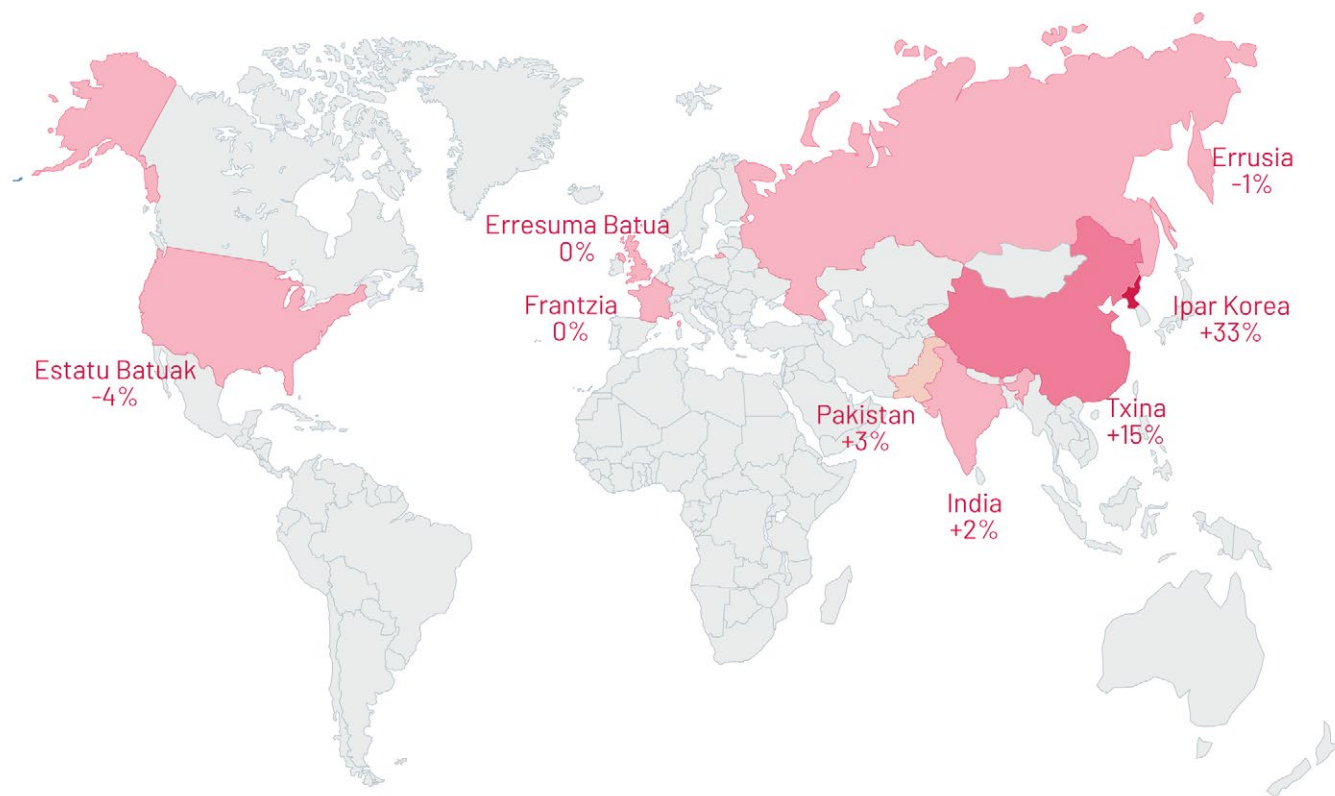 Errusia
-1%
Erresuma Batua
0%
Frantzia
0%
Ipar Korea
+33%
Estatu Batuak
-4%
Pakistan
+3%
Txina
+15%
India
+2%